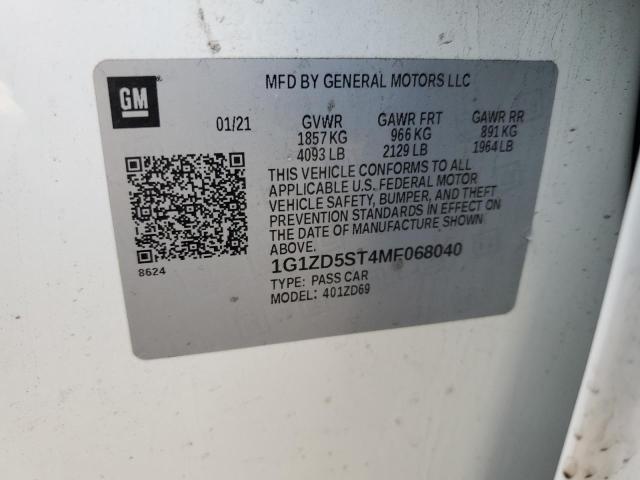 GM
MFD BY GENERAL MOTORS LLC
01/21 GVWR GAWR FRT GAWR RR
1857 KG 966 KG 891 KG
4093 LB 2129 LB 1964 LB
THIS VEHICLE CONFORMS TO ALL
APPLICABLE U.S. FEDERAL MOTOR
VEHICLE SAFETY, BUMPER, AND THEFT
PREVENTION STANDARDS IN EFFECT ON
THE DATE OF MANUFACTURE SHOWN
ABOVE.
8624
1G1ZD5ST4MF068040
TYPE: PASS CAR
MODEL: 401ZD69